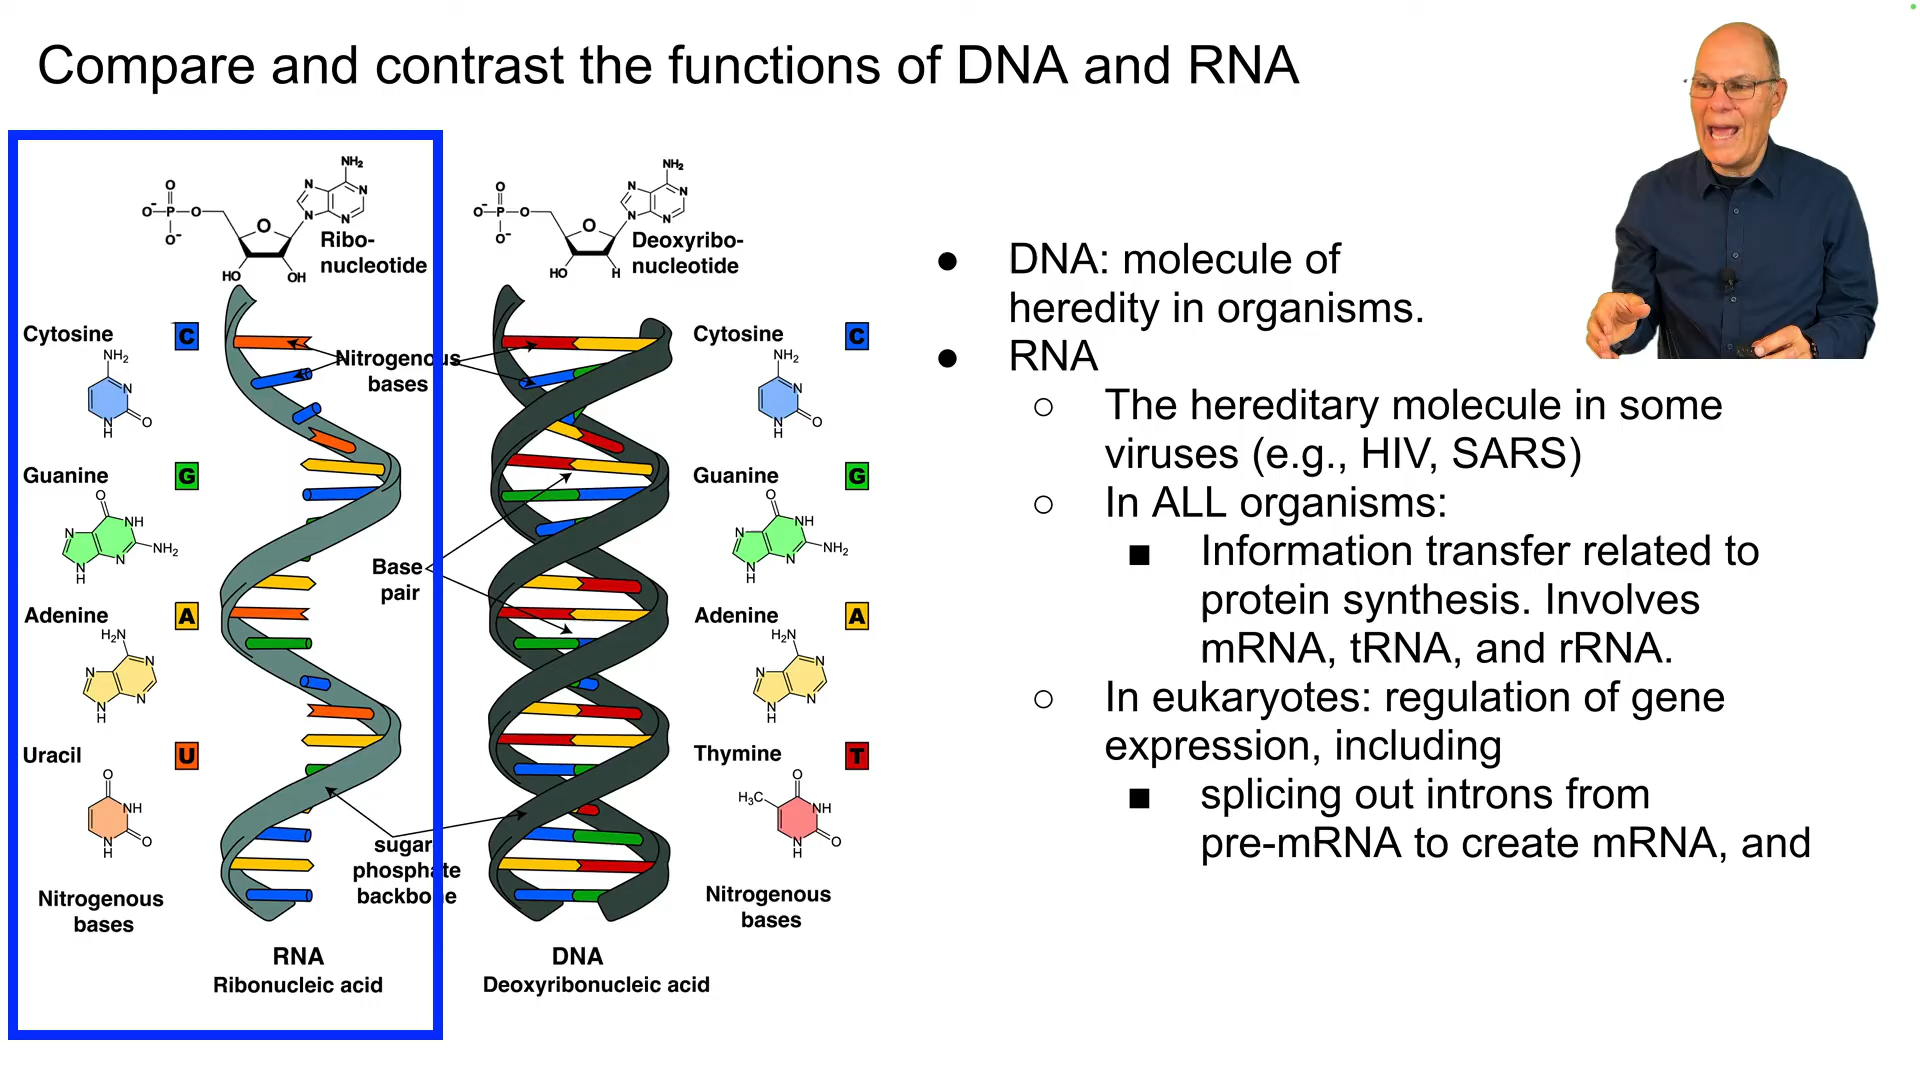 Compare and contrast the functions of DNA and RNA
NH₂
N
N
N
N
O
O⁻
P
O
O⁻
O
HO
OH
Ribo-
nucleotide
NH₂
N
N
N
N
O
O⁻
P
O
O⁻
O
HO
H
Deoxyribo-
nucleotide
Cytosine
C
NH₂
N
O
N
H
Guanine
G
O
NH
N
NH₂
N
N
H
Adenine
A
H₂N
N
N
N
N
H
Uracil
U
O
NH
O
NH
Nitrogenous
bases
Nitrogenous
bases
Base
pair
sugar
phosphate
backbone
RNA
Ribonucleic acid
DNA
Deoxyribonucleic acid
Cytosine
C
NH₂
N
O
N
H
Guanine
G
O
NH
N
NH₂
N
N
H
Adenine
A
H₂N
N
N
N
N
H
Thymine
T
O
H₃C
NH
O
NH
Nitrogenous
bases
● DNA: molecule of
heredity in organisms.
● RNA
○ The hereditary molecule in some
viruses (e.g., HIV, SARS)
○ In ALL organisms:
■ Information transfer related to
protein synthesis. Involves
mRNA, tRNA, and rRNA.
○ In eukaryotes: regulation of gene
expression, including
■ splicing out introns from
pre-mRNA to create mRNA, and